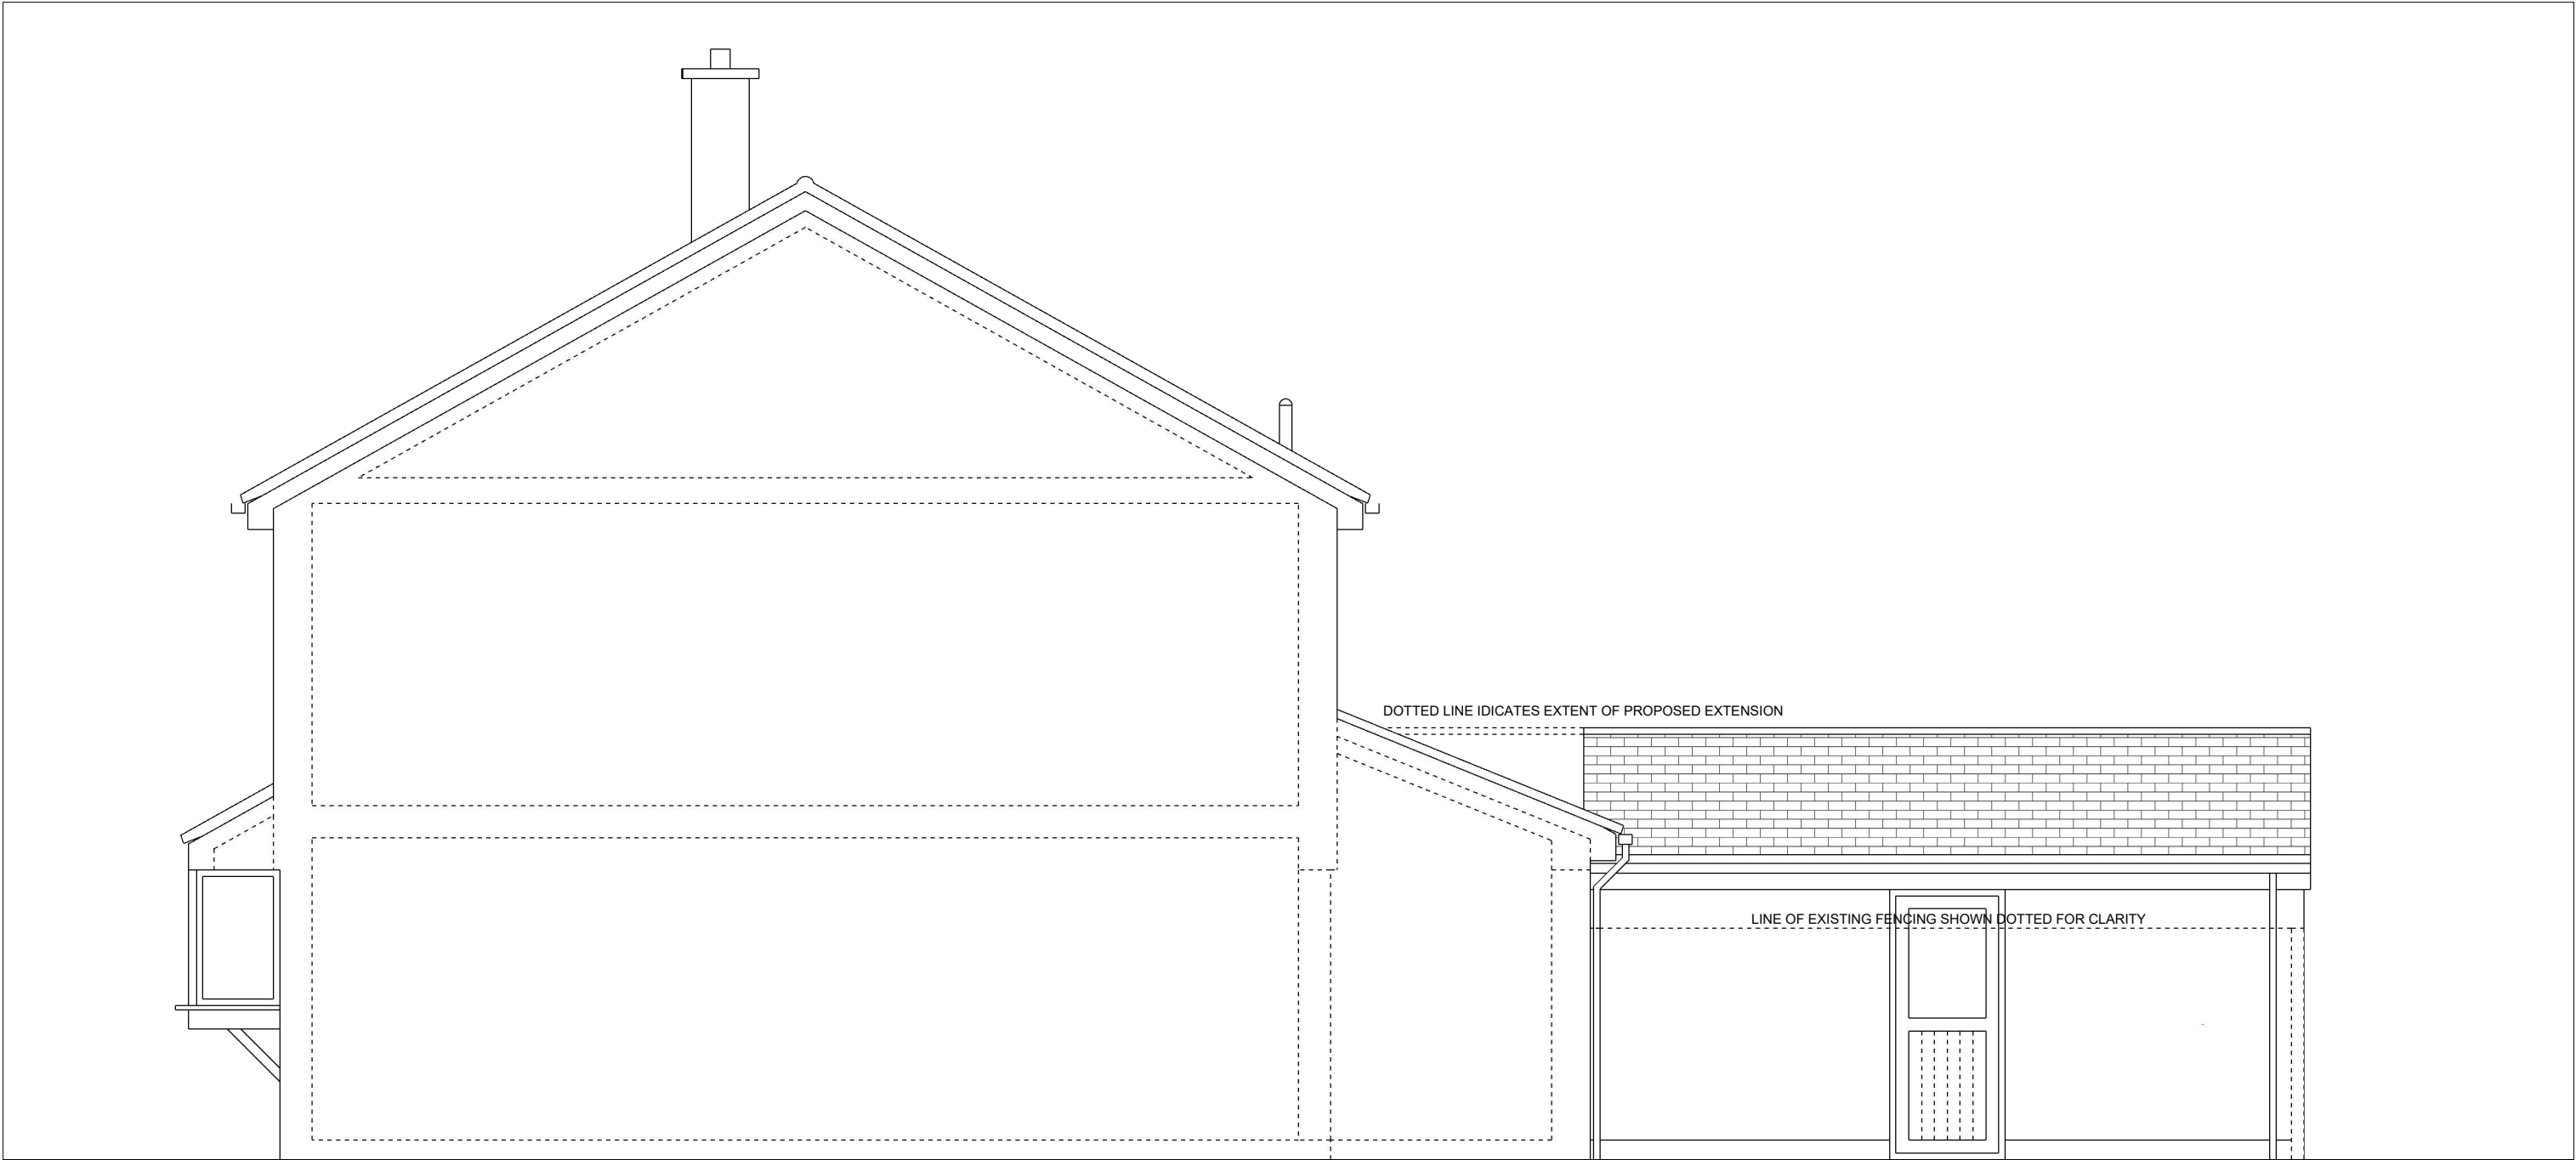 DOTTED LINE IDICATES EXTENT OF PROPOSED EXTENSION
LINE OF EXISTING FENCING SHOWN DOTTED FOR CLARITY